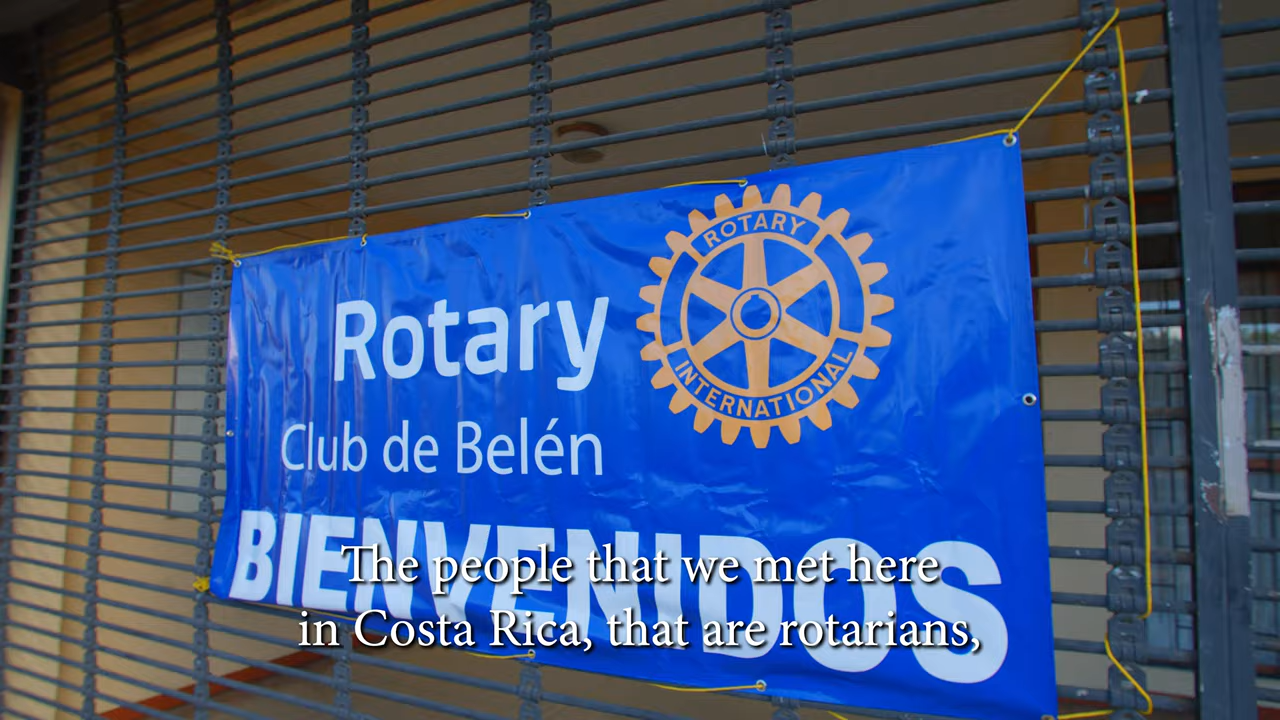 ROTARY
INTERNATIONAL
Rotary
Club de Belén
BIENVENIDOS
The people that we met here
in Costa Rica, that are rotarians,